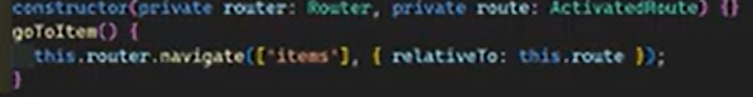 constructor(private router: Router, private route: ActivatedRoute) {}
goToItem() {
this.router.navigate(['items'], { relativeTo: this.route });
}